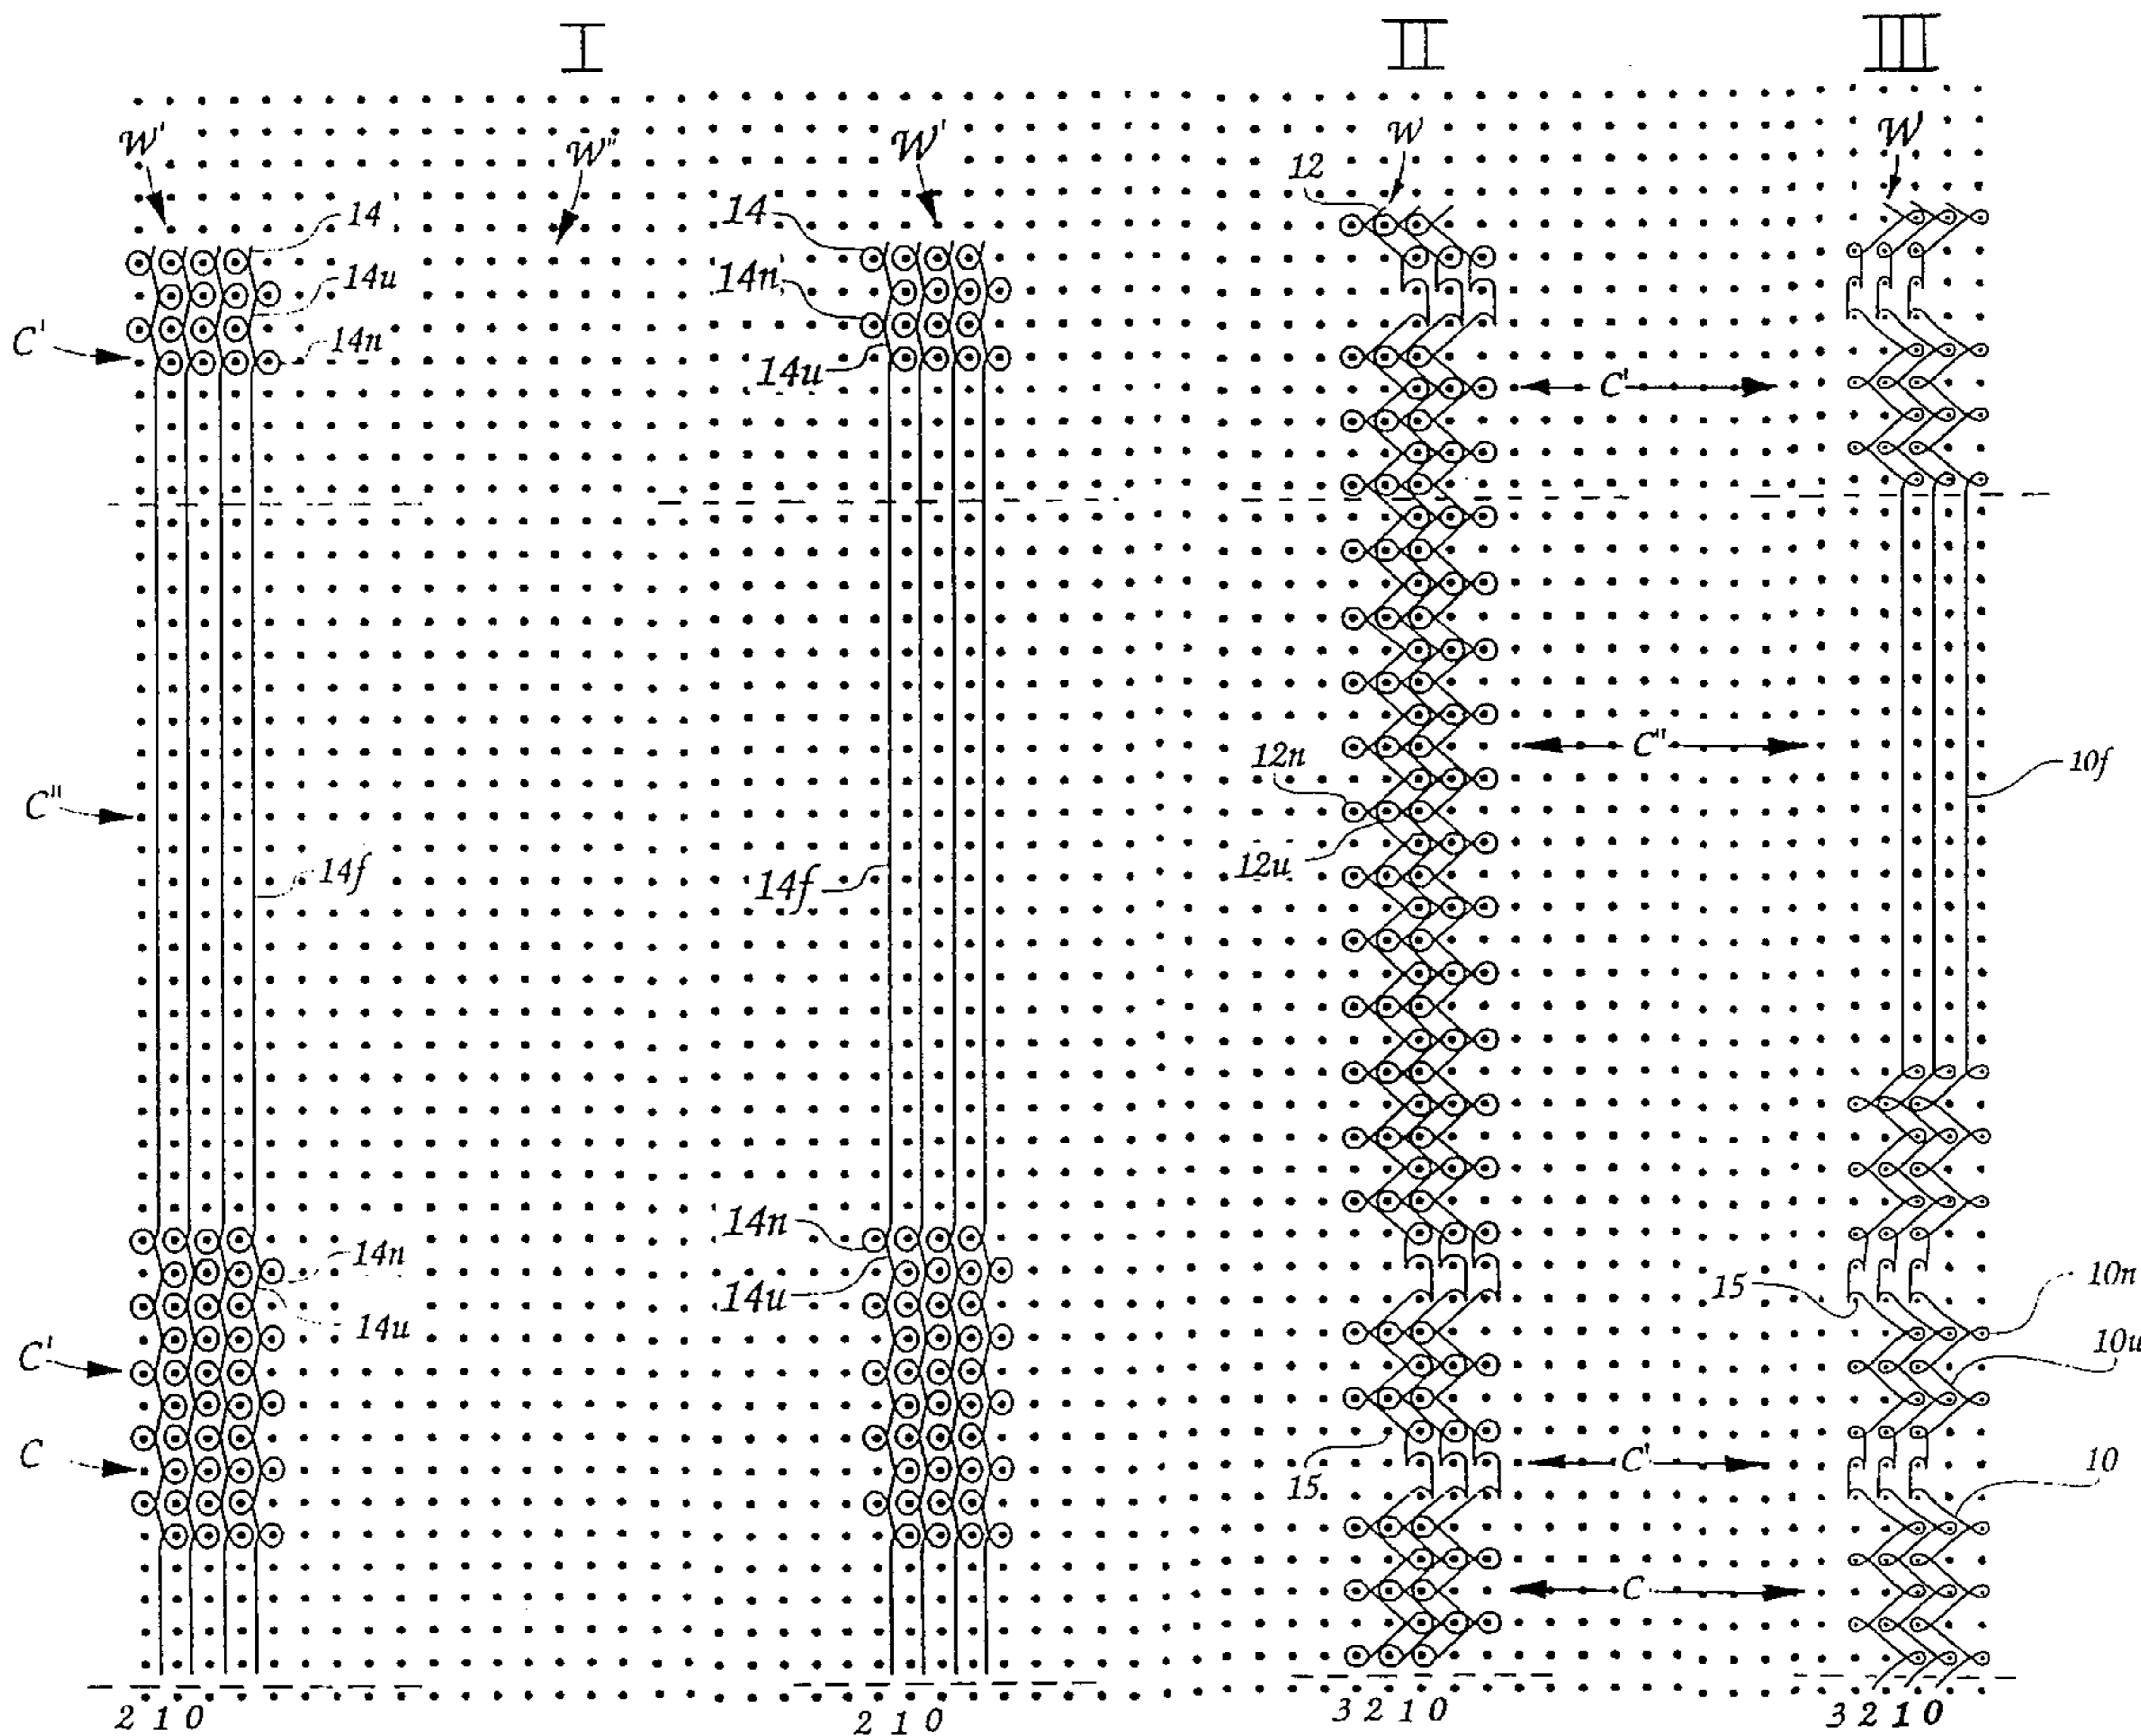 I II III
W' W" W' W W
12
14 14
14u 14n
14n 14u
C' C'
C"
12n 10f
C" 12u
14f 14f
14n 14n
14u 14u
15 10n
10u
C' 15 C' 10
C
C
2 1 0 2 1 0 3 2 1 0 3 2 1 0